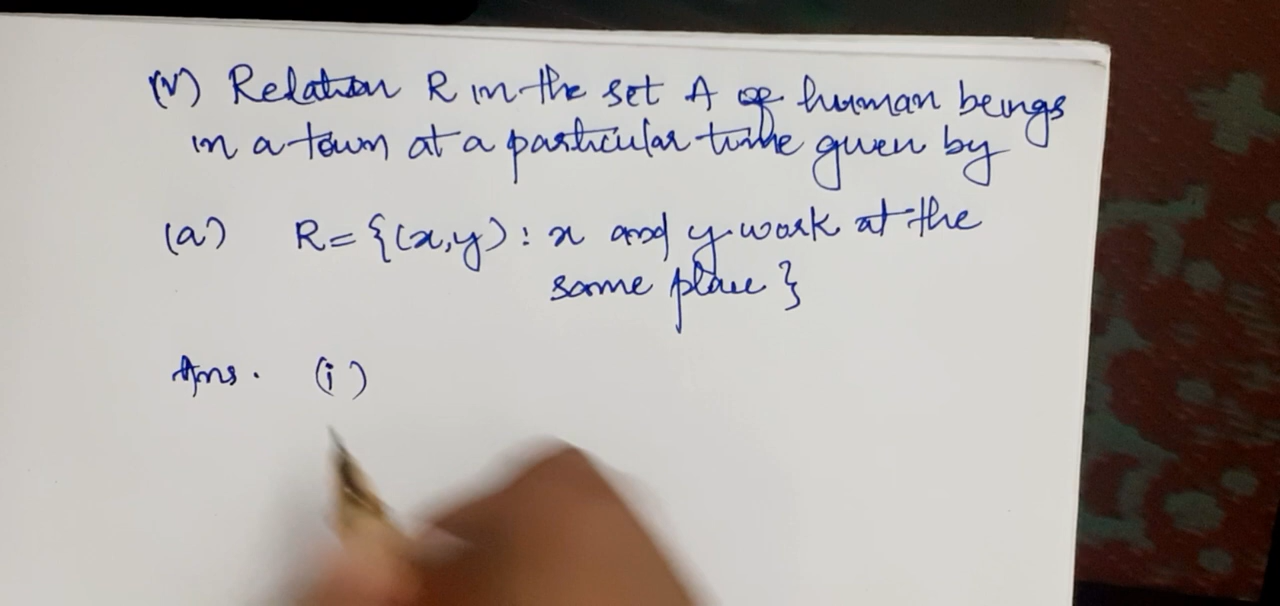 (v) Relation R in the set A of human beings
in a town at a particular time given by
(a) R = {(x,y) : x and y work at the
same place }
Ans. (i)